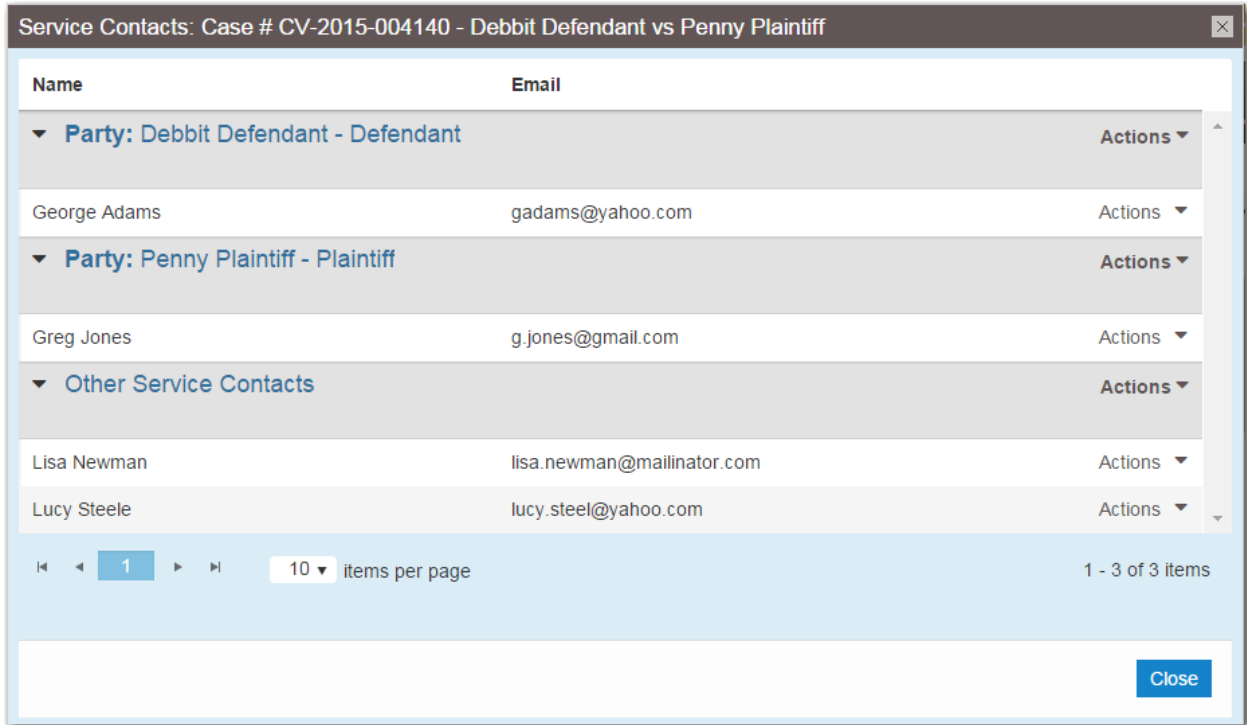 Service Contacts: Case # CV-2015-004140 - Debbit Defendant vs Penny Plaintiff
Name Email
Party: Debbit Defendant - Defendant Actions
George Adams gadams@yahoo.com Actions
Party: Penny Plaintiff - Plaintiff Actions
Greg Jones g.jones@gmail.com Actions
Other Service Contacts Actions
Lisa Newman lisa.newman@mailinator.com Actions
Lucy Steele lucy.steel@yahoo.com Actions
1 10 items per page 1 - 3 of 3 items
Close